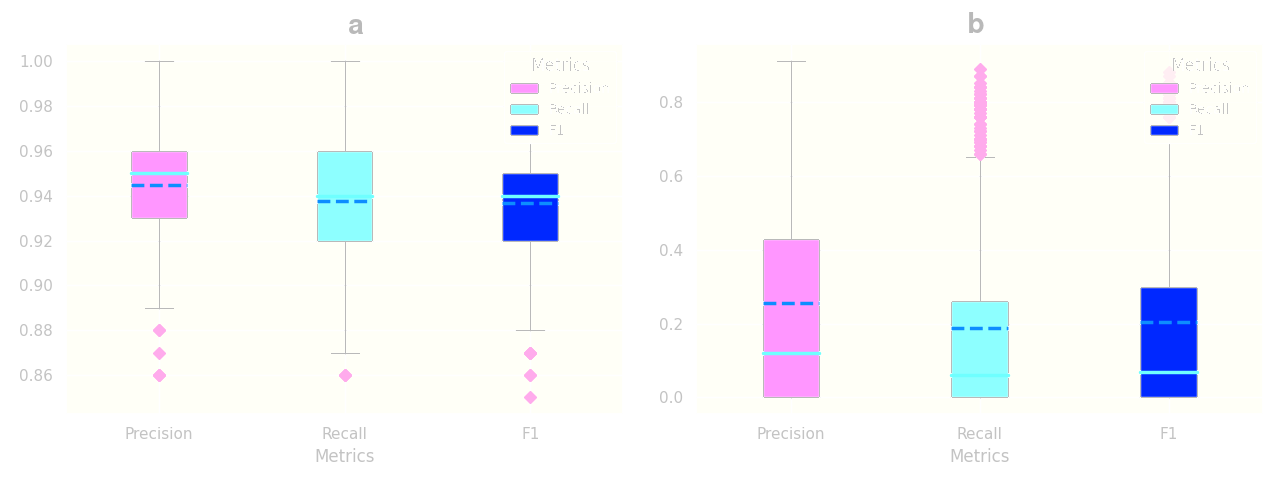 a
1.00
0.98
0.96
0.94
0.92
0.90
0.88
0.86
Metrics
Precision
Recall
F1
Precision Recall F1
Metrics
b
0.8
0.6
0.4
0.2
0.0
Metrics
Precision
Recall
F1
Precision Recall F1
Metrics